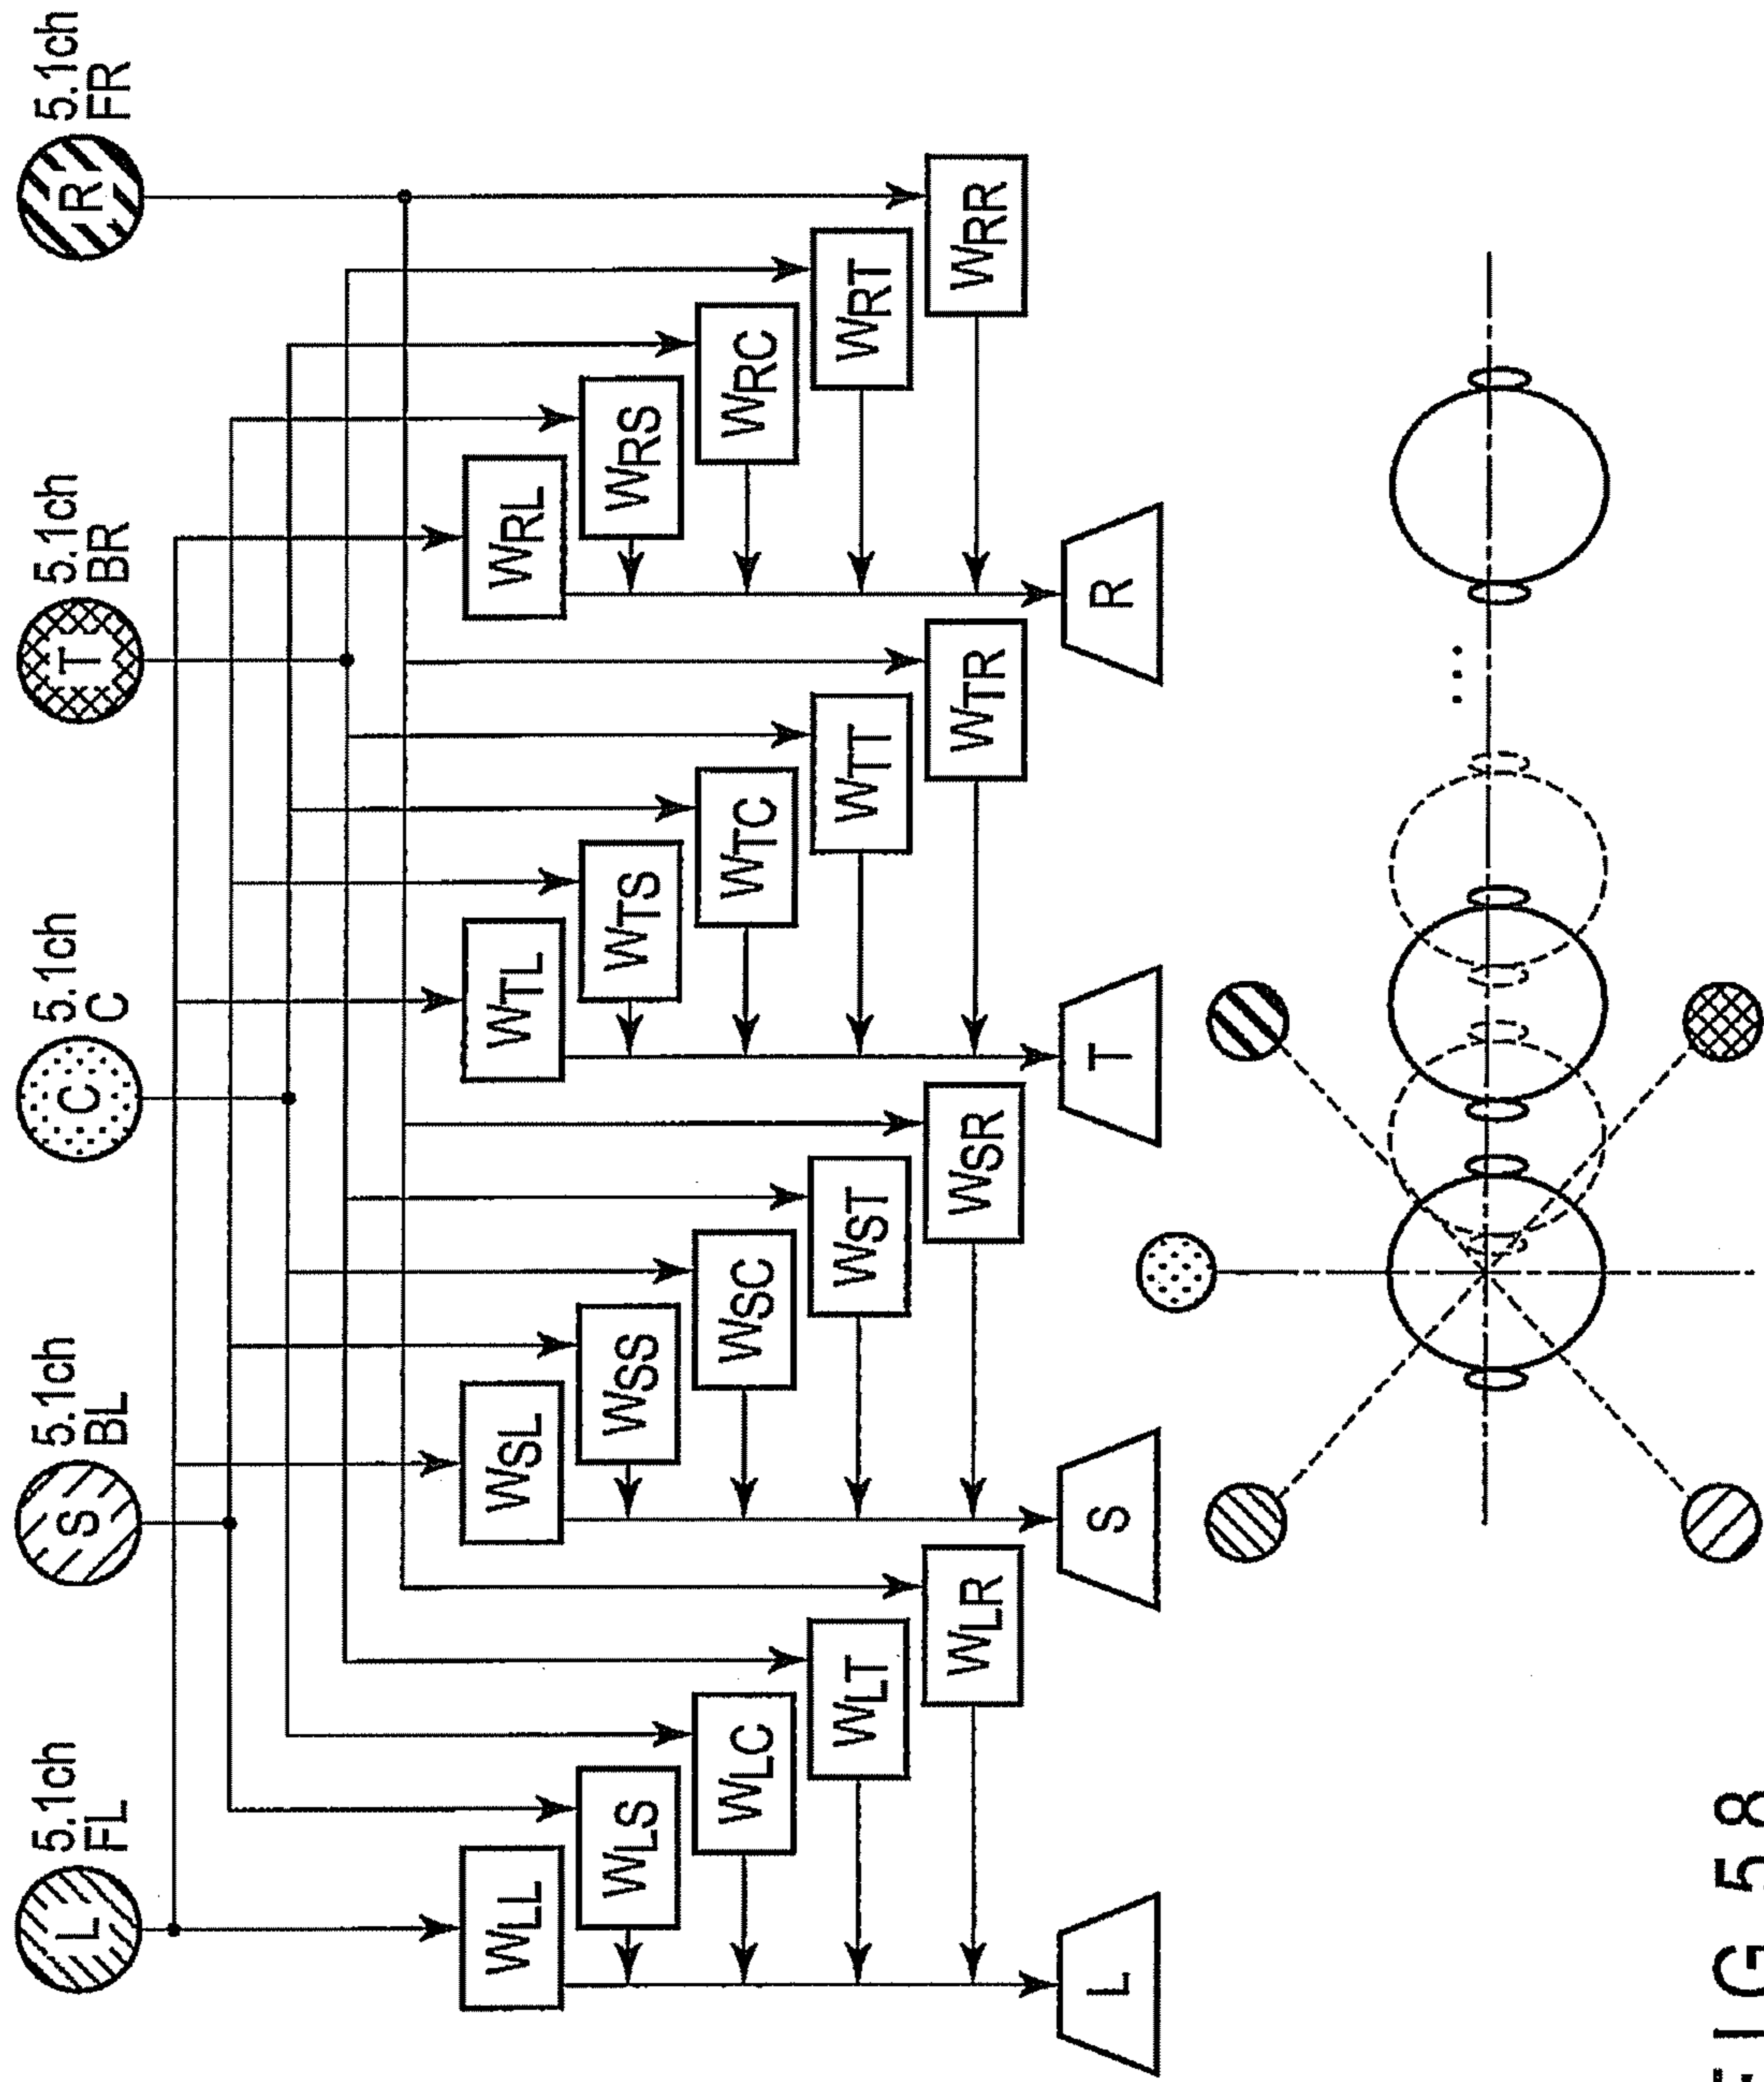 5.1ch
FL
5.1ch
BL
5.1ch
C
5.1ch
BR
5.1ch
FR
L
S
C
T
R
WLL
WSL
WTL
WRL
WLS
WSS
WTS
WRS
WLC
WSC
WTC
WRC
WLT
WST
WTT
WRT
WLR
WSR
WTR
WRR
L
S
T
R
...
FIG. 58